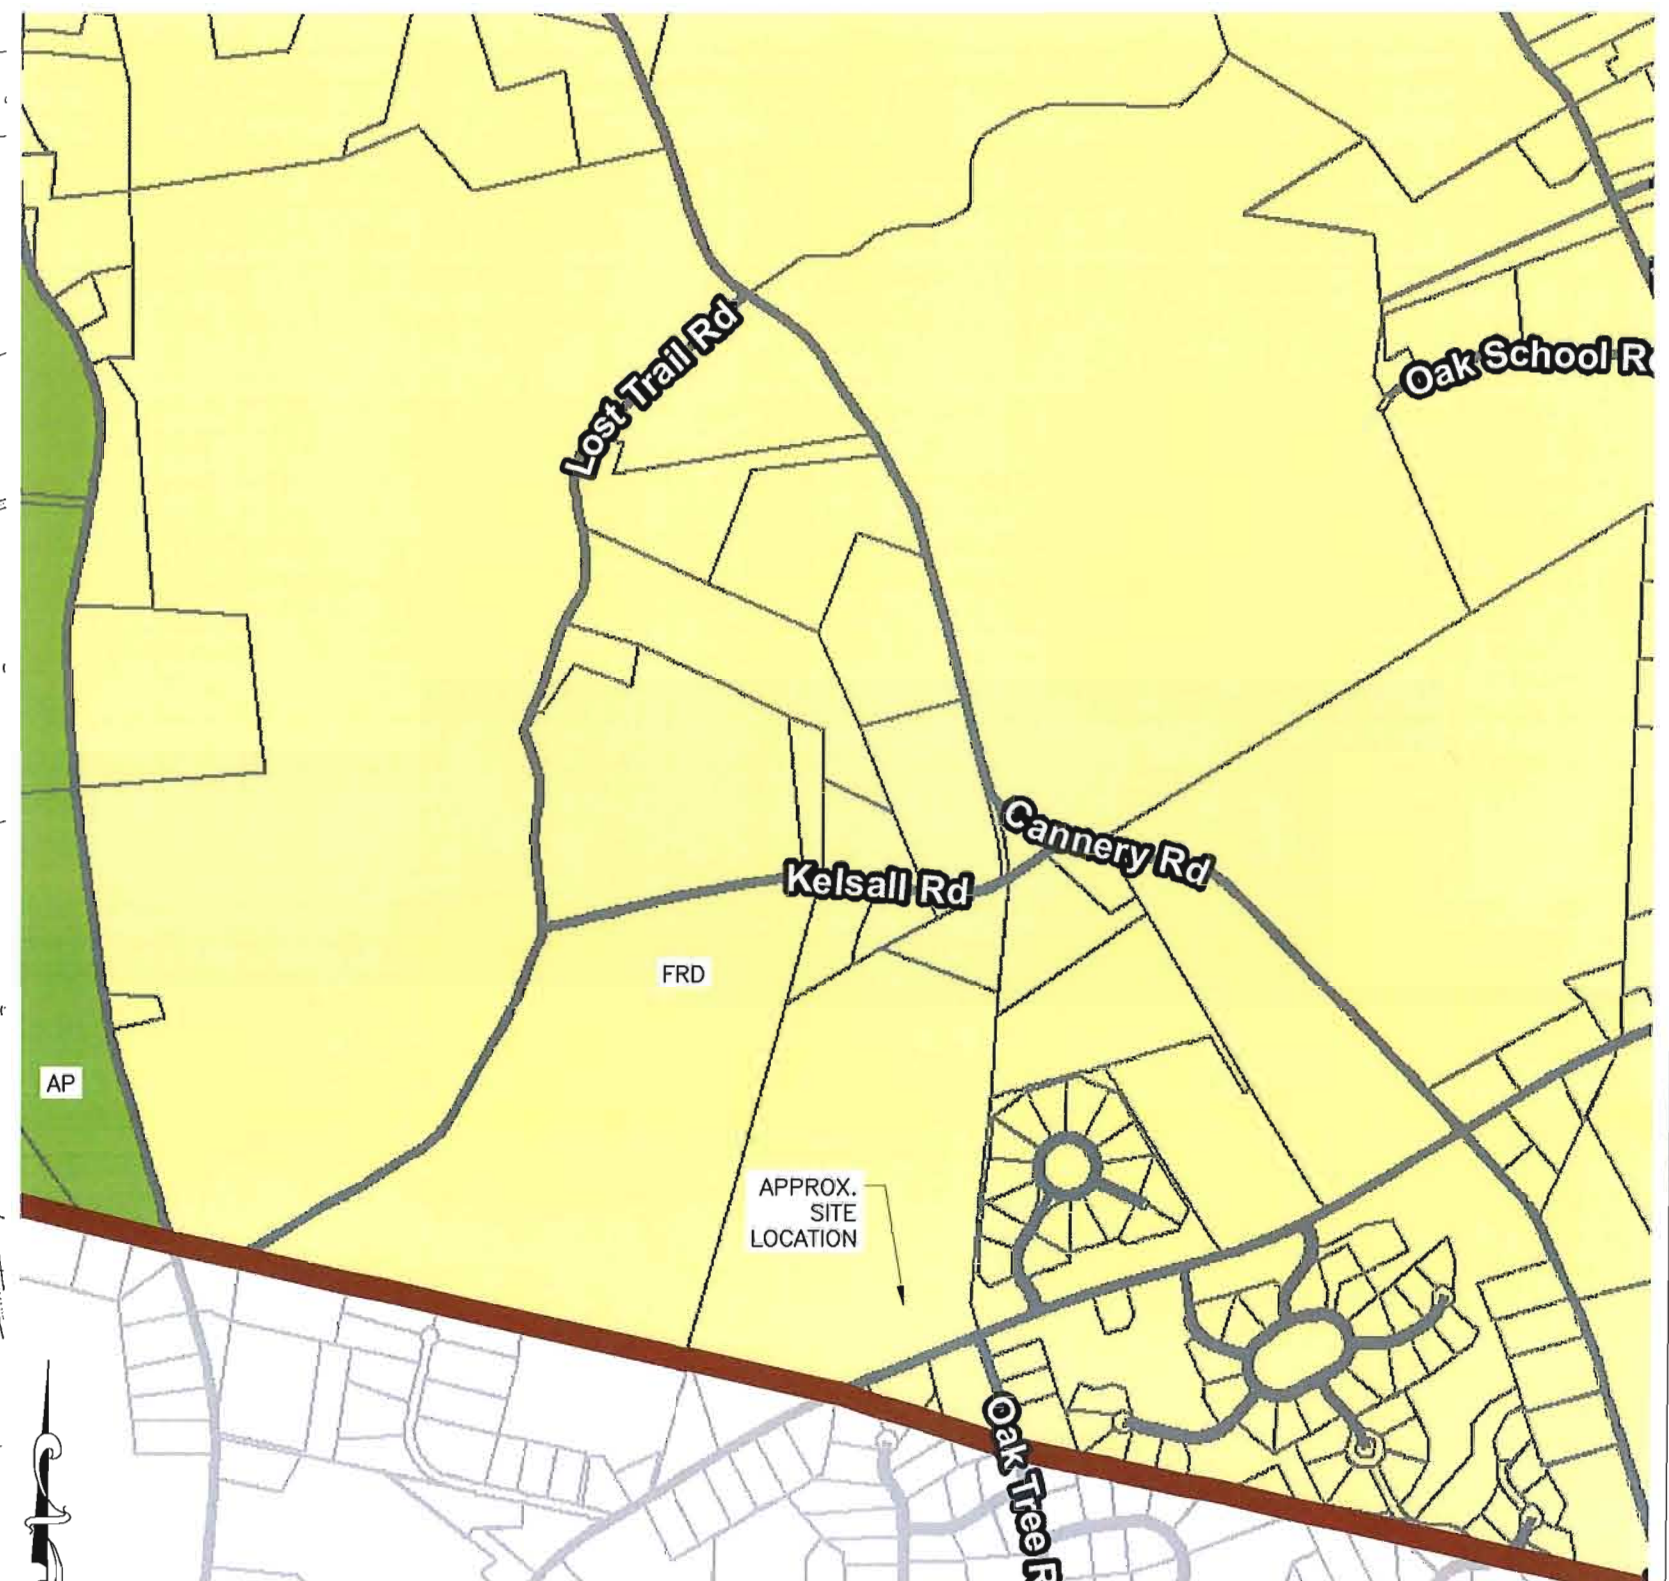 Lost Trail Rd
Oak School R
Cannery Rd
Kelsall Rd
FRD
AP
APPROX.
SITE
LOCATION
Oak Tree R